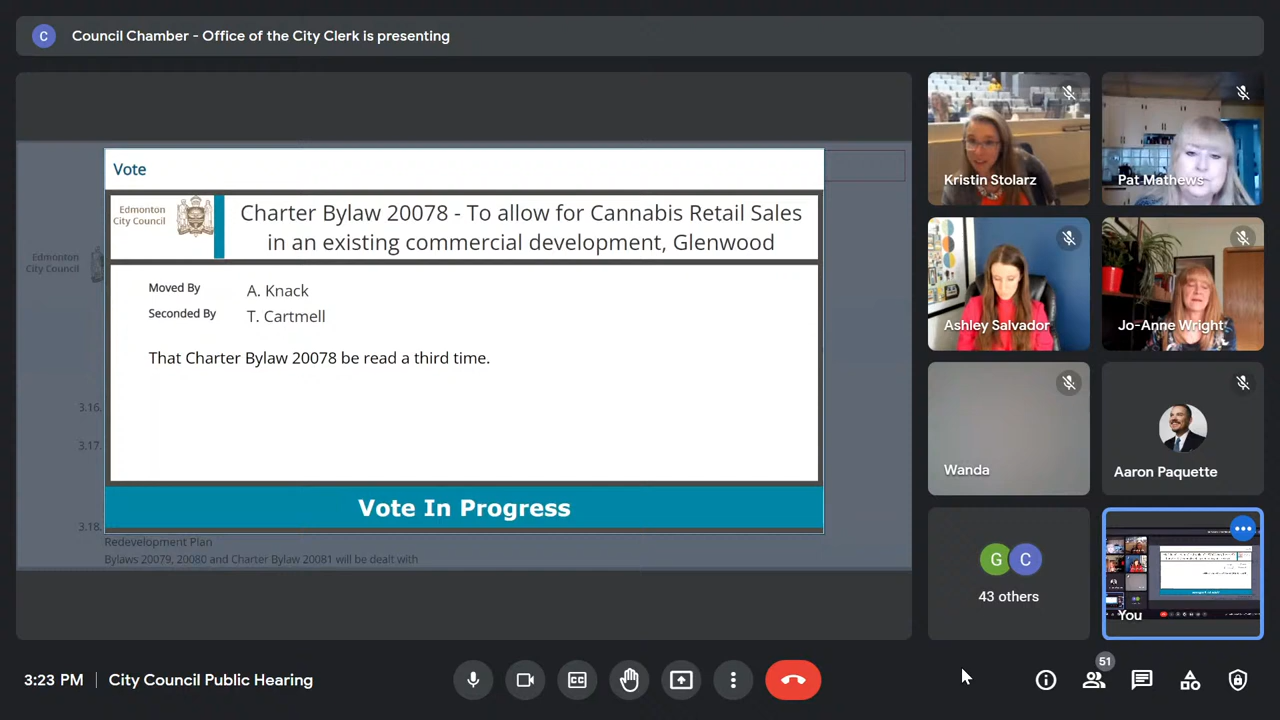 C Council Chamber - Office of the City Clerk is presenting
Vote
Edmonton
City Council
Charter Bylaw 20078 - To allow for Cannabis Retail Sales
in an existing commercial development, Glenwood
Moved By A. Knack
Seconded By T. Cartmell
That Charter Bylaw 20078 be read a third time.
Vote In Progress
Edmonton
City Council
3.16.
3.17.
3.18.
Redevelopment Plan
Bylaws 20079, 20080 and Charter Bylaw 20081 will be dealt with
Kristin Stolarz
Pat Mathews
Ashley Salvador
Jo-Anne Wright
Wanda
Aaron Paquette
G C
43 others
You
3:23 PM | City Council Public Hearing
51